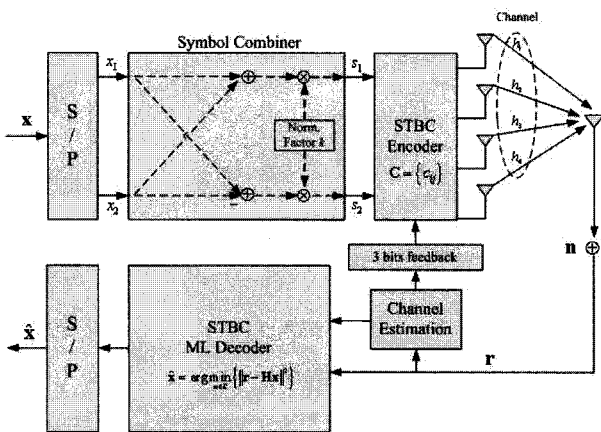 Channel
Symbol Combiner
x₁
s₁
h₁
x
S
/
P
Norm.
Factor k
STBC
Encoder
C = {c_ij}
h₂
h₃
h₄
x₂
s₂
3 bits feedback
n
x̂
S
/
P
STBC
ML Decoder
Channel
Estimation
r